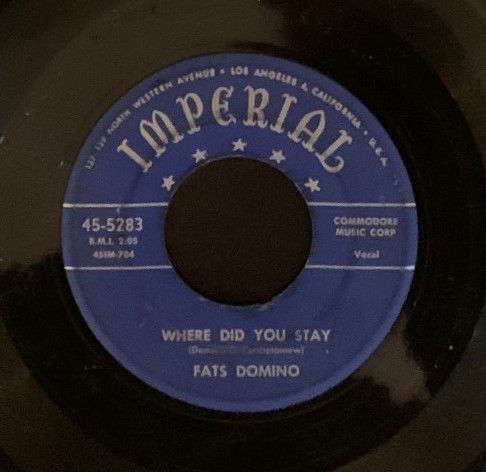 137-139 NORTH WESTERN AVENUE • LOS ANGELES 4, CALIFORNIA • U.S.A.
IMPERIAL
45-5283
B.M.I. 2:05
45IM-704
COMMODORE
MUSIC CORP
Vocal
WHERE DID YOU STAY
FATS DOMINO